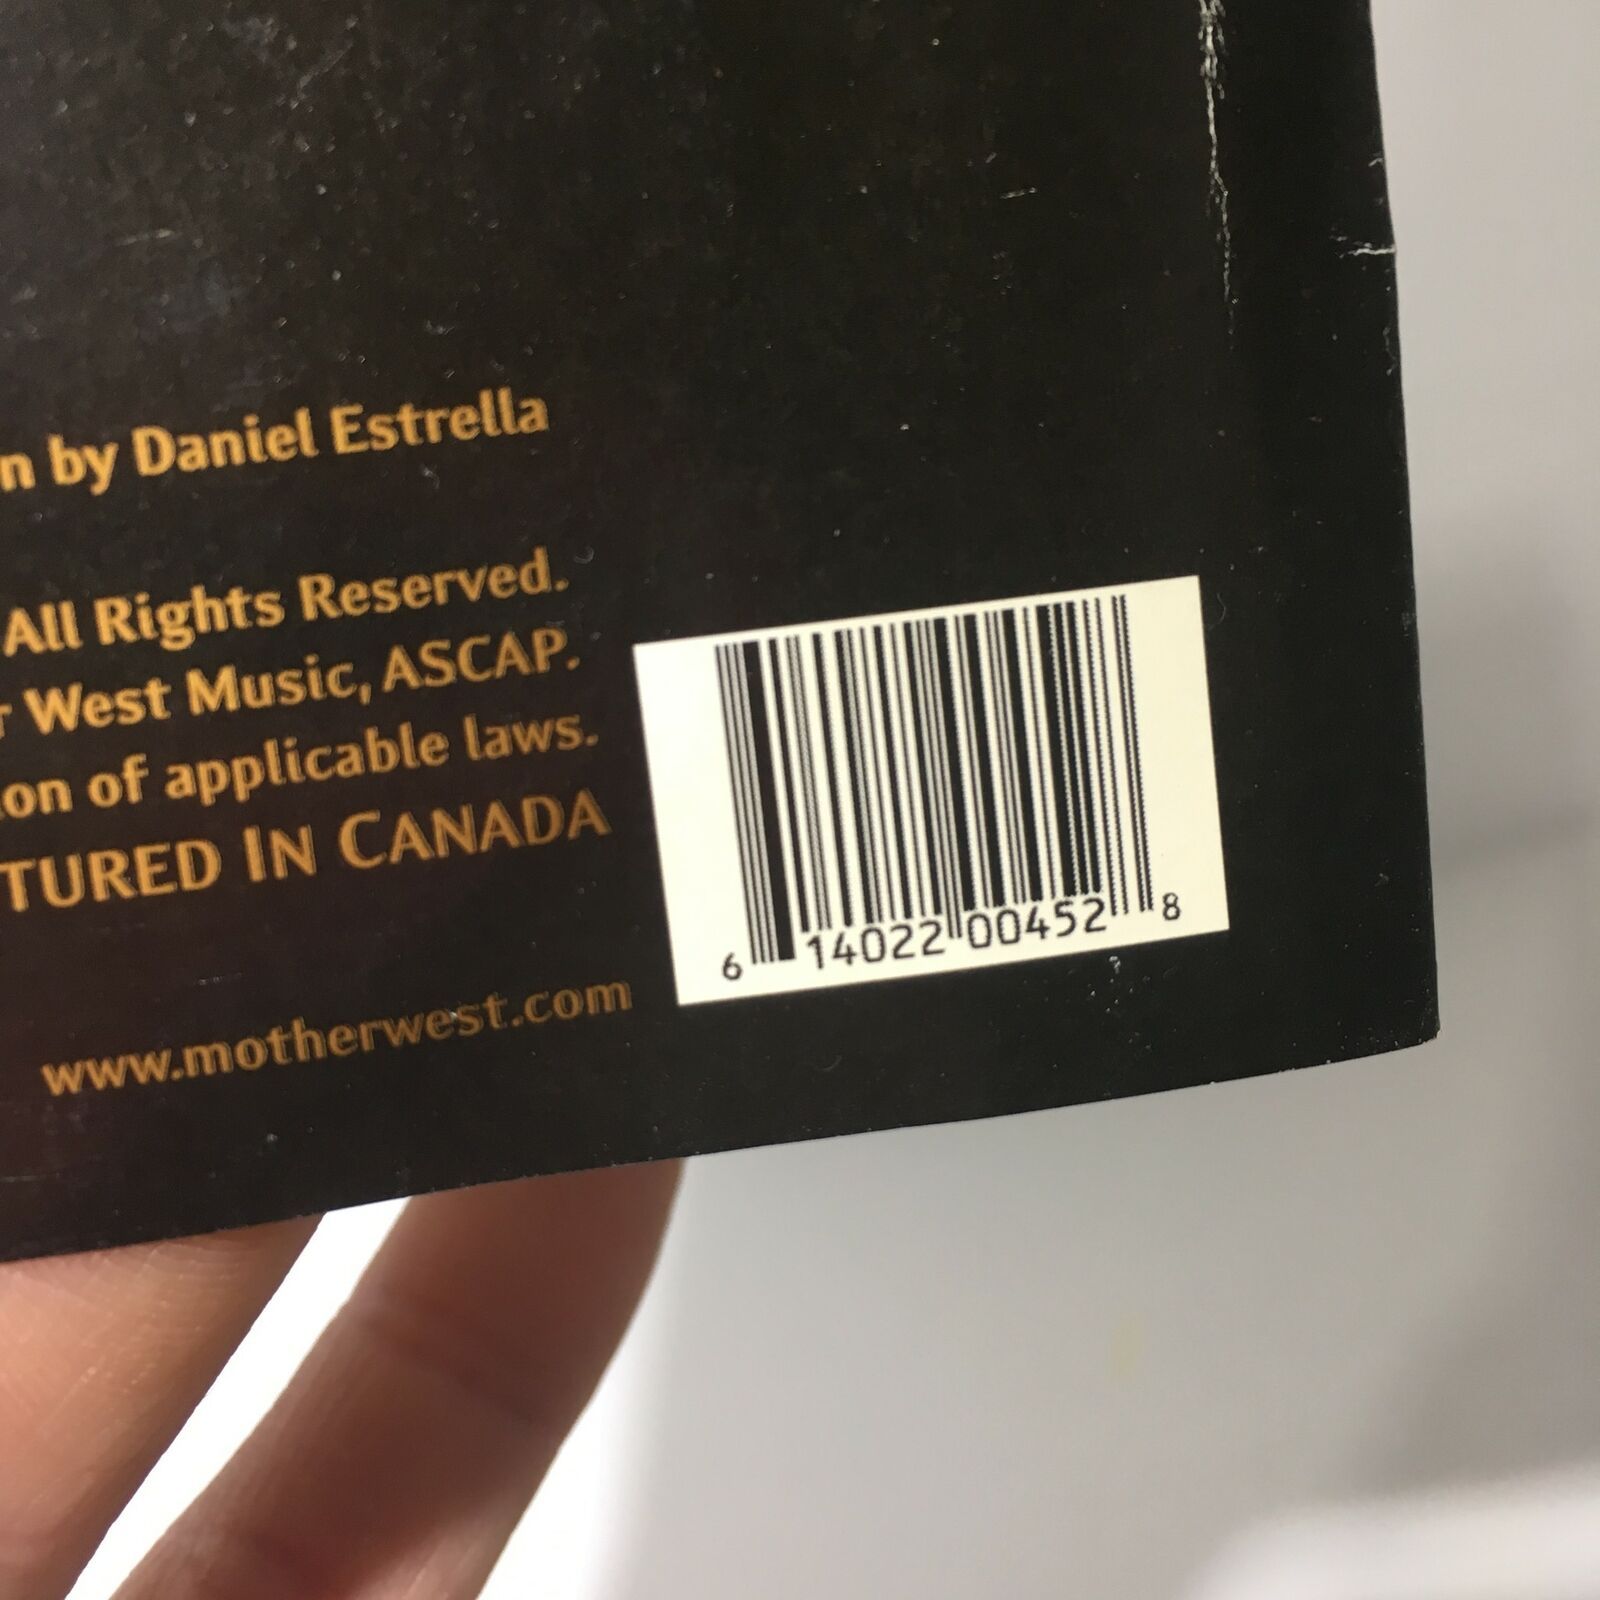 n by Daniel Estrella
All Rights Reserved.
r West Music, ASCAP.
ion of applicable laws.
TURED IN CANADA
6 14022 00452 8
www.motherwest.com